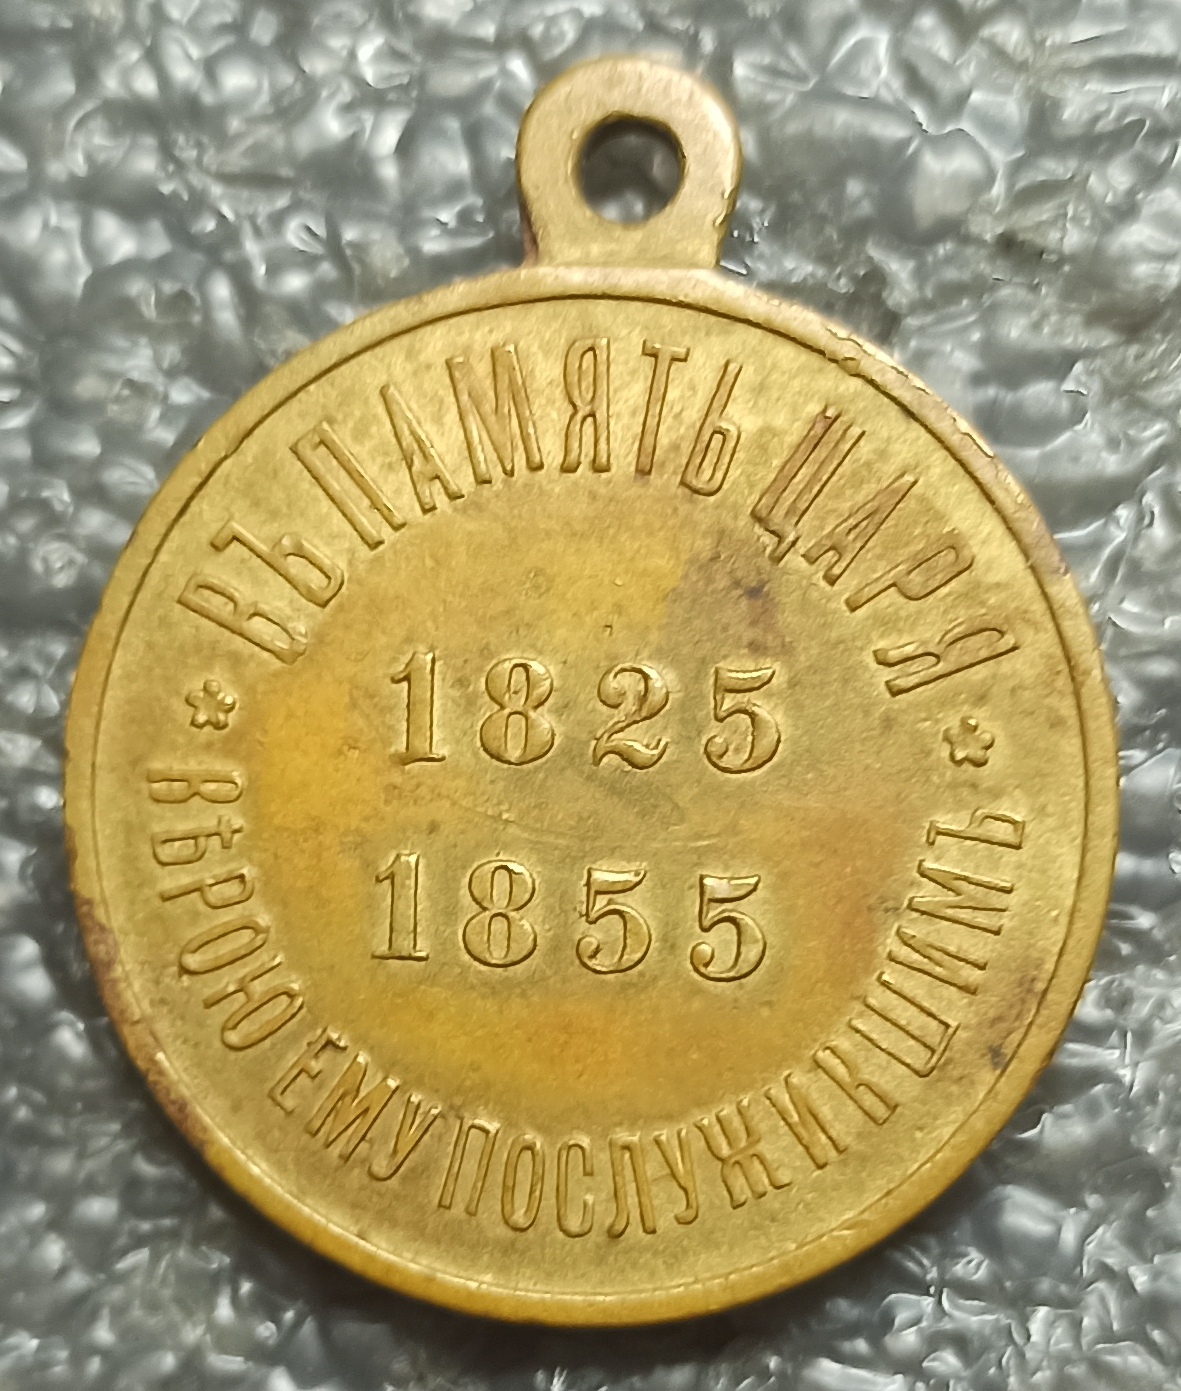 ВЪ ПАМЯТЬ ЦАРЯ
1825
1855
ВѢРОЮ ЕМУ ПОСЛУЖИВШИМЪ